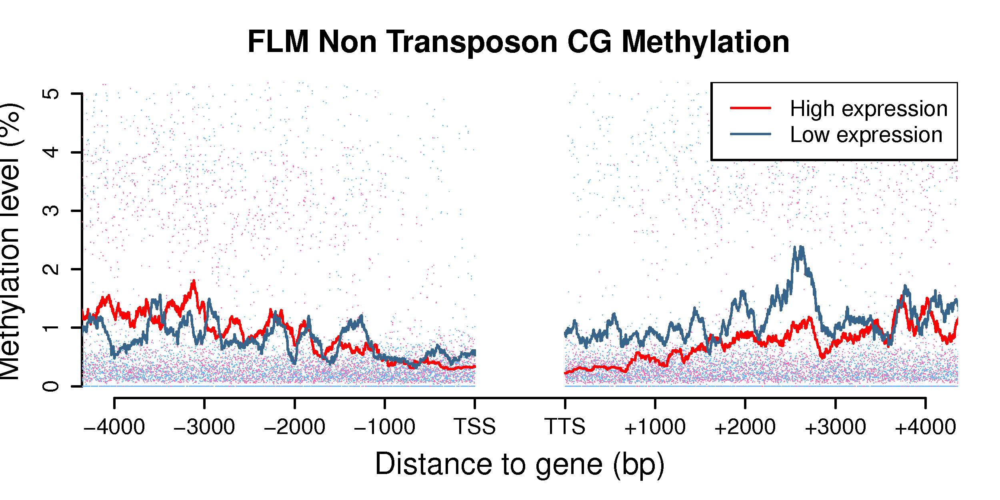 FLM Non Transposon CG Methylation
Methylation level (%)
5
4
3
2
1
0
High expression
Low expression
−4000 −3000 −2000 −1000 TSS TTS +1000 +2000 +3000 +4000
Distance to gene (bp)